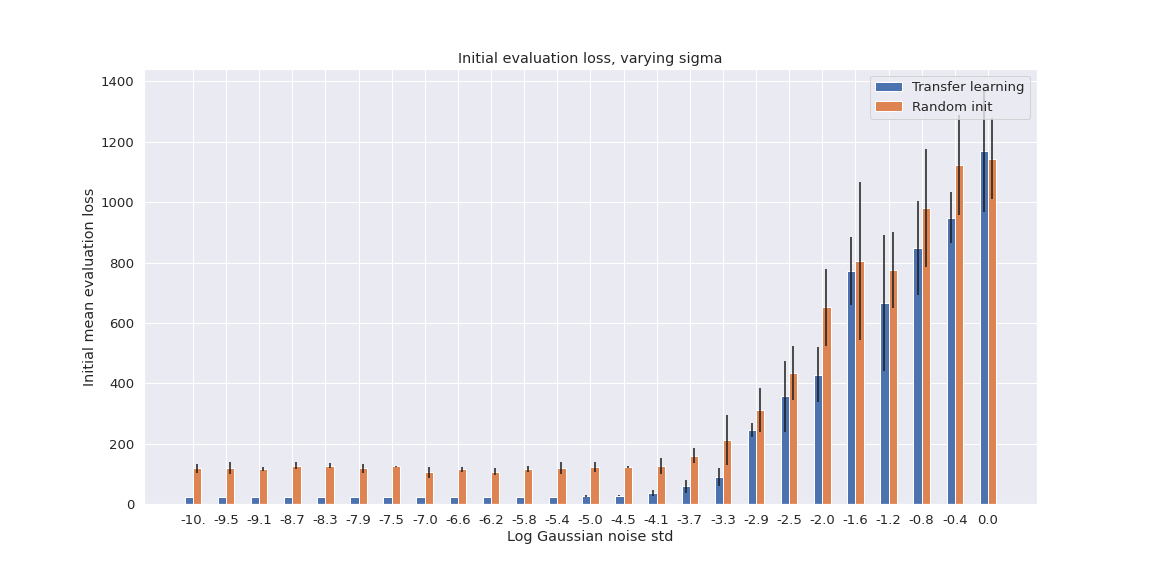 Initial evaluation loss, varying sigma
Transfer learning
Random init
Initial mean evaluation loss
1400
1200
1000
800
600
400
200
0
-10. -9.5 -9.1 -8.7 -8.3 -7.9 -7.5 -7.0 -6.6 -6.2 -5.8 -5.4 -5.0 -4.5 -4.1 -3.7 -3.3 -2.9 -2.5 -2.0 -1.6 -1.2 -0.8 -0.4 0.0
Log Gaussian noise std